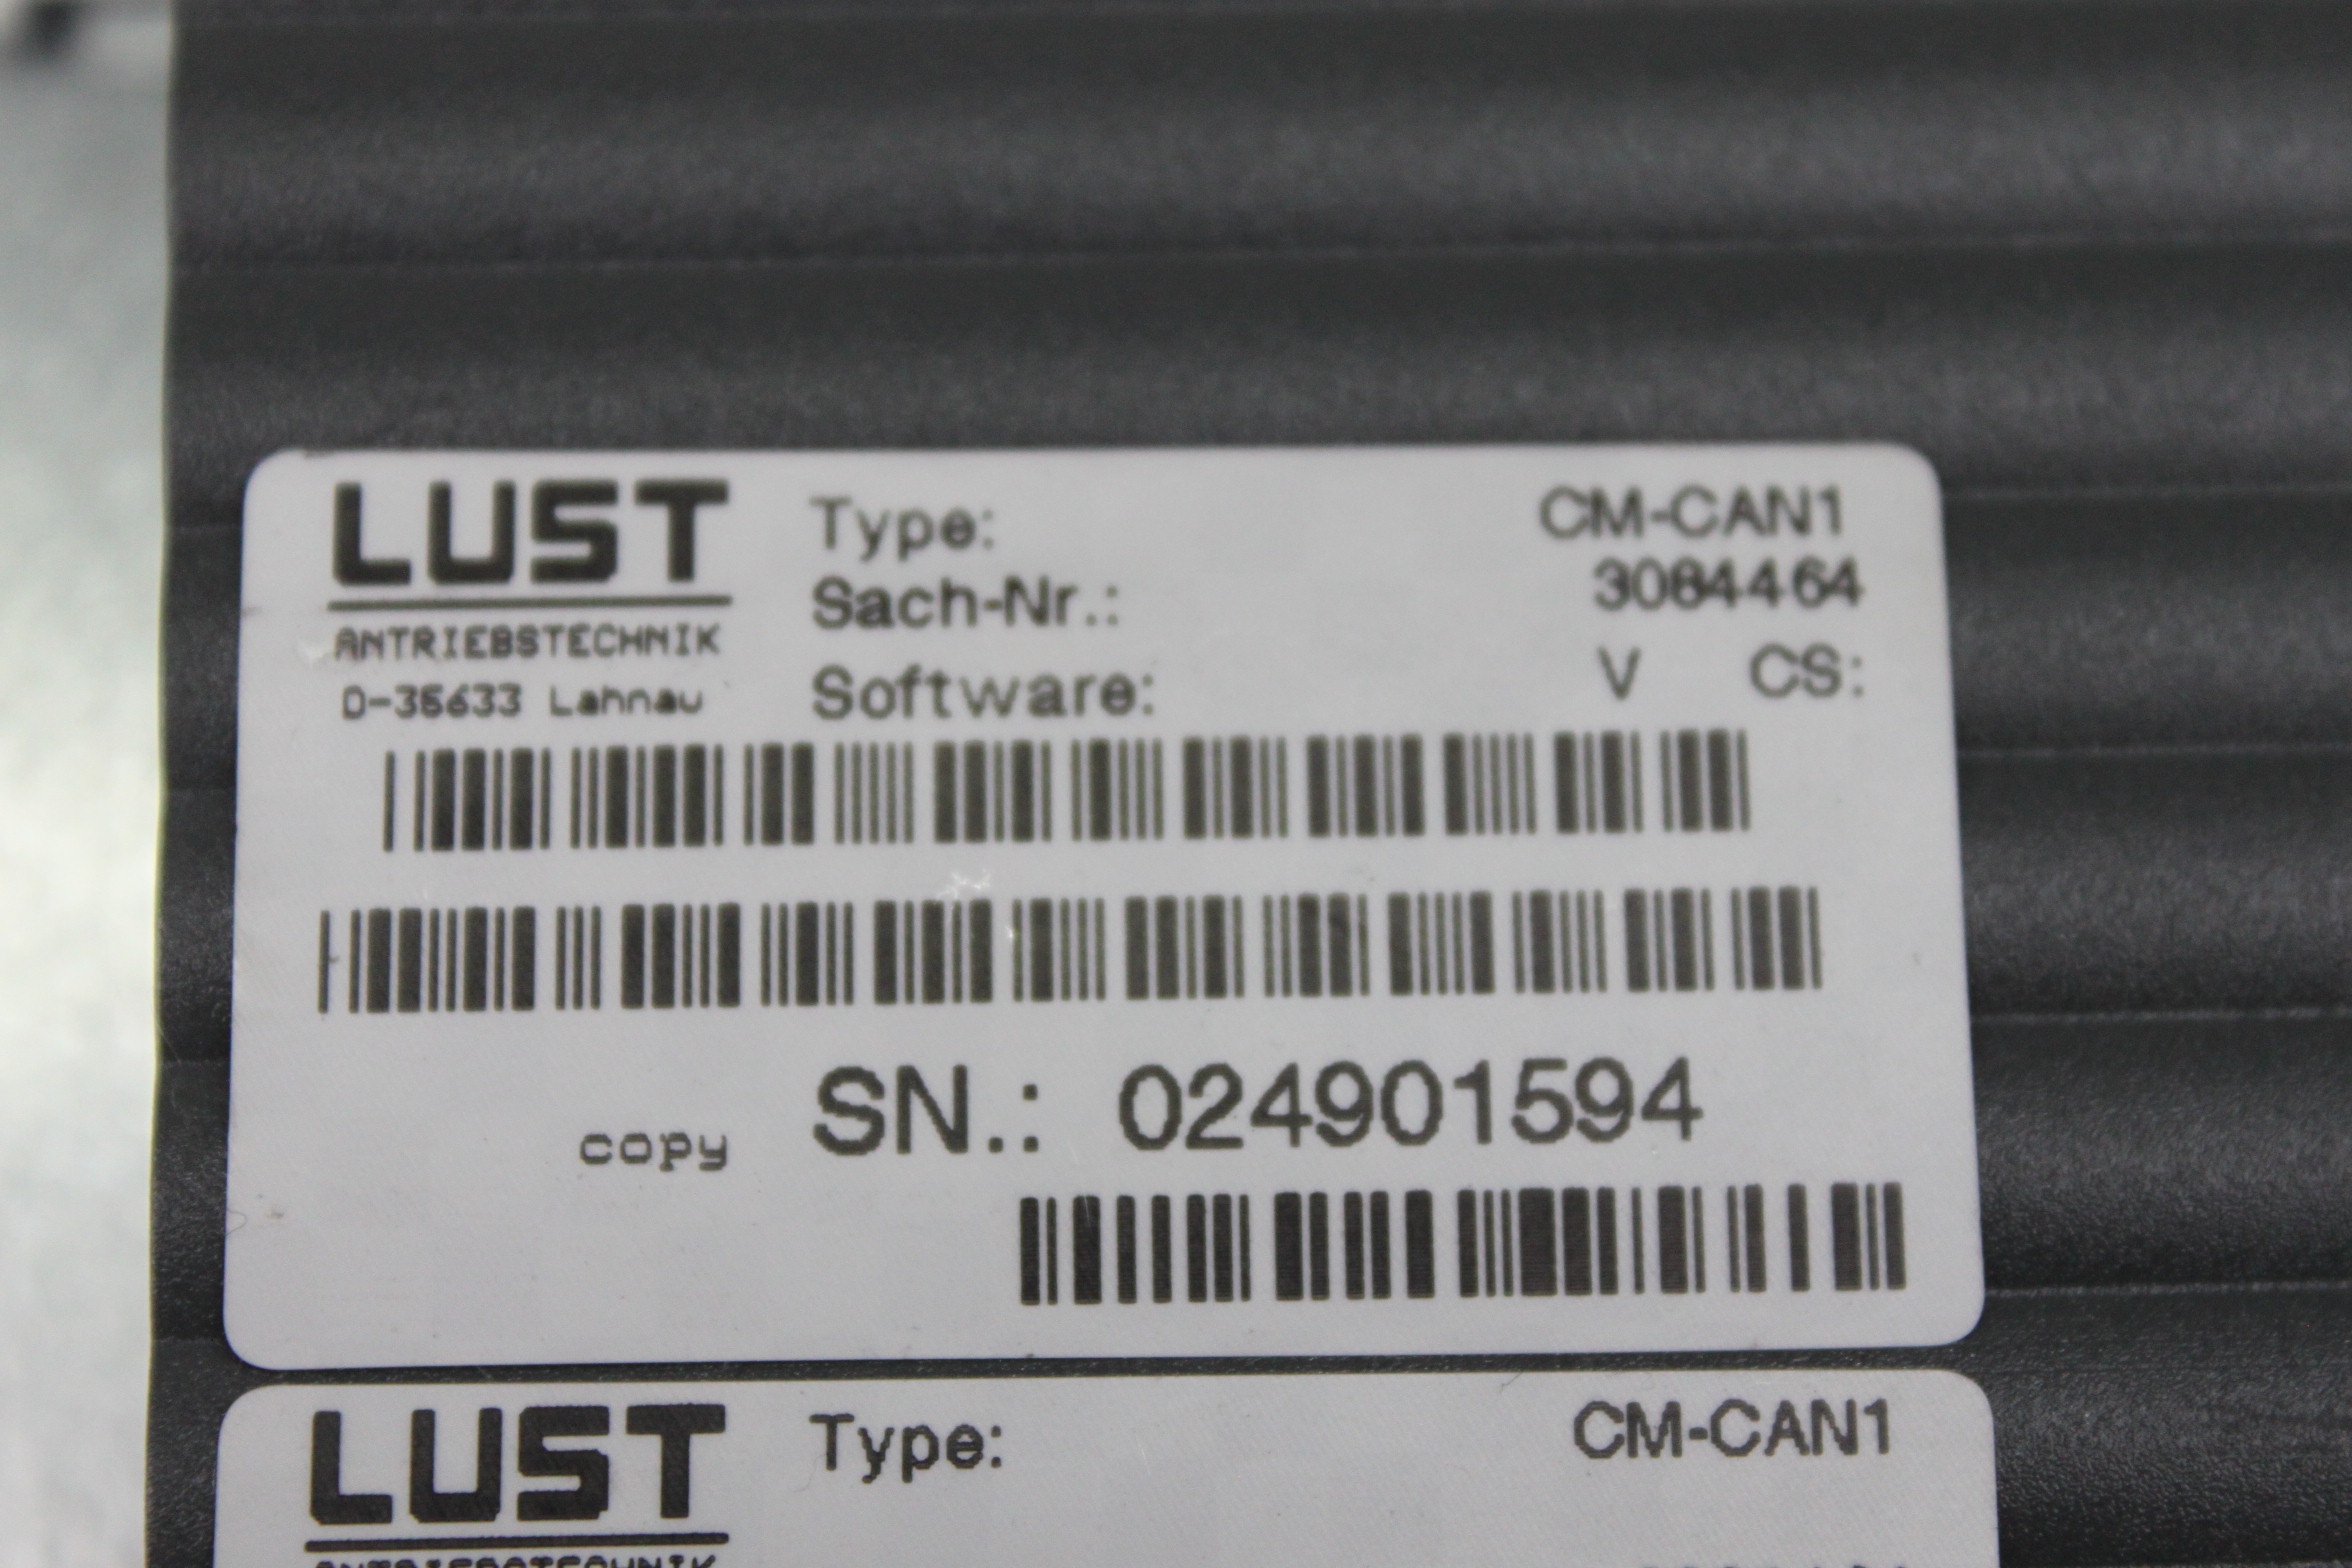 LUST
ANTRIEBSTECHNIK
D-35633 Lahnau
Type: CM-CAN1
Sach-Nr.: 3084464
Software: V CS:
copy SN.: 024901594
LUST
ANTRIEBSTECHNIK
Type: CM-CAN1